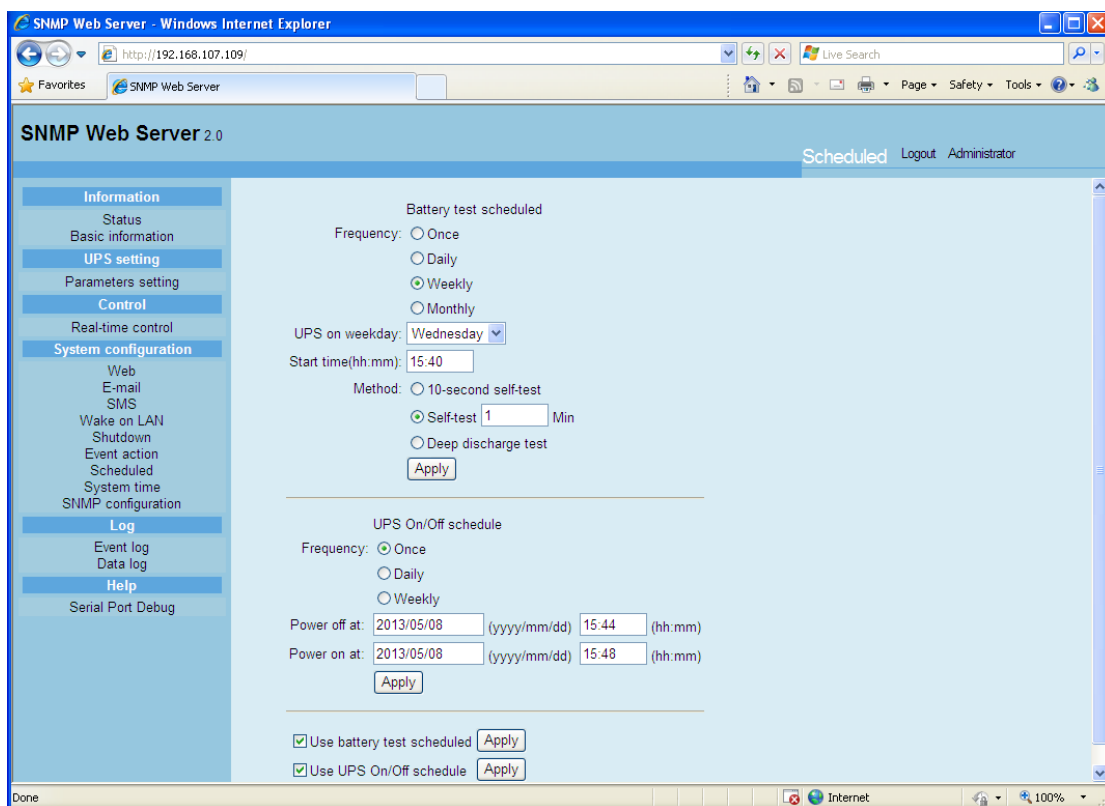 SNMP Web Server - Windows Internet Explorer
http://192.168.107.109/
Live Search
Favorites
SNMP Web Server
Page
Safety
Tools
SNMP Web Server 2.0
Scheduled
Logout
Administrator
Information
Status
Basic information
UPS setting
Parameters setting
Control
Real-time control
System configuration
Web
E-mail
SMS
Wake on LAN
Shutdown
Event action
Scheduled
System time
SNMP configuration
Log
Event log
Data log
Help
Serial Port Debug
Battery test scheduled
Frequency: Once
Daily
Weekly
Monthly
UPS on weekday: Wednesday
Start time(hh:mm): 15:40
Method: 10-second self-test
Self-test 1 Min
Deep discharge test
Apply
UPS On/Off schedule
Frequency: Once
Daily
Weekly
Power off at: 2013/05/08 (yyyy/mm/dd) 15:44 (hh:mm)
Power on at: 2013/05/08 (yyyy/mm/dd) 15:48 (hh:mm)
Apply
Use battery test scheduled Apply
Use UPS On/Off schedule Apply
Done
Internet
100%